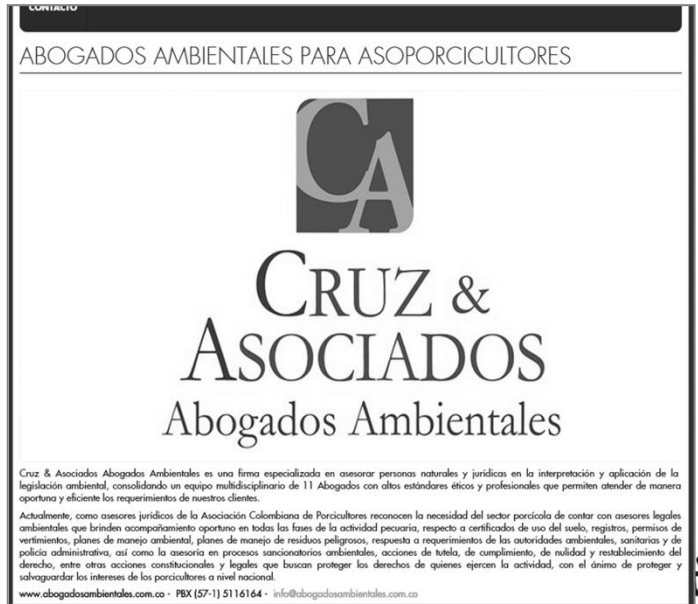 CONTACTO
ABOGADOS AMBIENTALES PARA ASOPORCICULTORES
CA
CRUZ &
ASOCIADOS
Abogados Ambientales
Cruz & Asociados Abogados Ambientales es una firma especializada en asesorar personas naturales y jurídicas en la interpretación y aplicación de la
legislación ambiental, consolidando un equipo multidisciplinario de 11 Abogados con altos estándares éticos y profesionales que permiten atender de manera
oportuna y eficiente los requerimientos de nuestros clientes.
Actualmente, como asesores jurídicos de la Asociación Colombiana de Porcicultores reconocen la necesidad del sector porcícola de contar con asesores legales
ambientales que brinden acompañamiento oportuno en todas las fases de la actividad pecuaria, respecto a certificados de uso del suelo, registros, permisos de
vertimientos, planes de manejo ambiental, planes de manejo de residuos peligrosos, respuesta a requerimientos de las autoridades ambientales, sanitarias y de
policía administrativa, así como la asesoría en procesos sancionatorios ambientales, acciones de tutela, de cumplimiento, de nulidad y restablecimiento del
derecho, entre otras acciones constitucionales y legales que buscan proteger los derechos de quienes ejercen la actividad, con el ánimo de proteger y
salvaguardar los intereses de los porcicultores a nivel nacional.
www.abogadosambientales.com.co - PBX (57-1) 5116164 - info@abogadosambientales.com.co